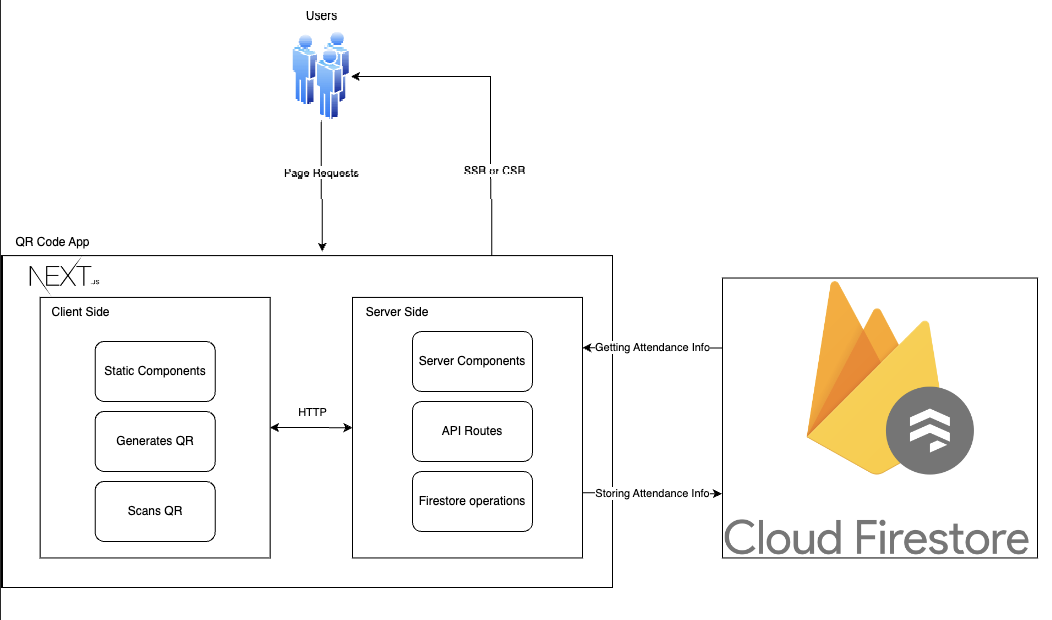 Users
Page Requests
SSR or CSR
QR Code App
NEXT.JS
Client Side
Server Side
Static Components
Server Components
Getting Attendance Info
HTTP
Generates QR
API Routes
Scans QR
Firestore operations
Storing Attendance Info
Cloud Firestore